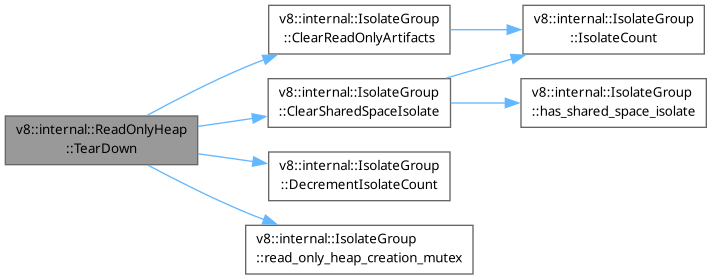 v8::internal::ReadOnlyHeap
::TearDown
v8::internal::IsolateGroup
::ClearReadOnlyArtifacts
v8::internal::IsolateGroup
::IsolateCount
v8::internal::IsolateGroup
::ClearSharedSpaceIsolate
v8::internal::IsolateGroup
::has_shared_space_isolate
v8::internal::IsolateGroup
::DecrementIsolateCount
v8::internal::IsolateGroup
::read_only_heap_creation_mutex